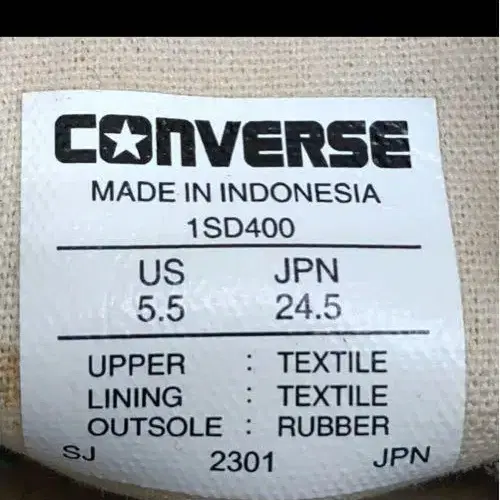 CONVERSE
MADE IN INDONESIA
1SD400
US JPN
5.5 24.5
UPPER : TEXTILE
LINING : TEXTILE
OUTSOLE : RUBBER
SJ 2301 JPN